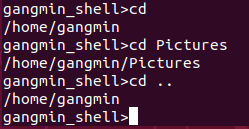 gangmin_shell>cd
/home/gangmin
gangmin_shell>cd Pictures
/home/gangmin/Pictures
gangmin_shell>cd ..
/home/gangmin
gangmin_shell>